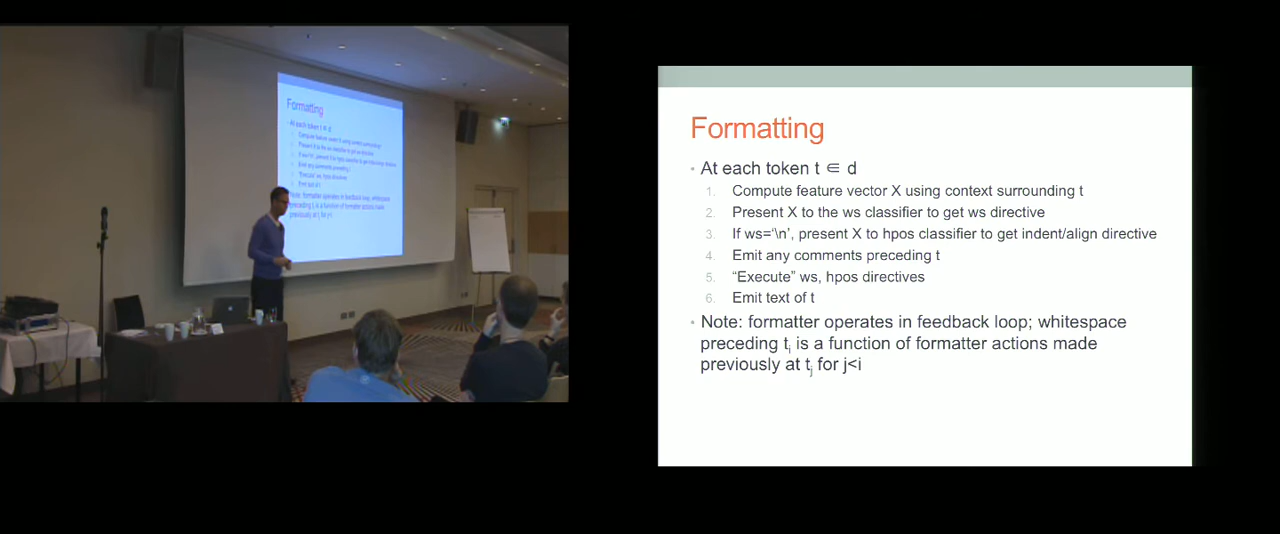 Formatting
• At each token t ∈ d
1. Compute feature vector X using context surrounding t
2. Present X to the ws classifier to get ws directive
3. If ws='\n', present X to hpos classifier to get indent/align directive
4. Emit any comments preceding t
5. “Execute” ws, hpos directives
6. Emit text of t
• Note: formatter operates in feedback loop; whitespace
preceding tᵢ is a function of formatter actions made
previously at tⱼ for j<i